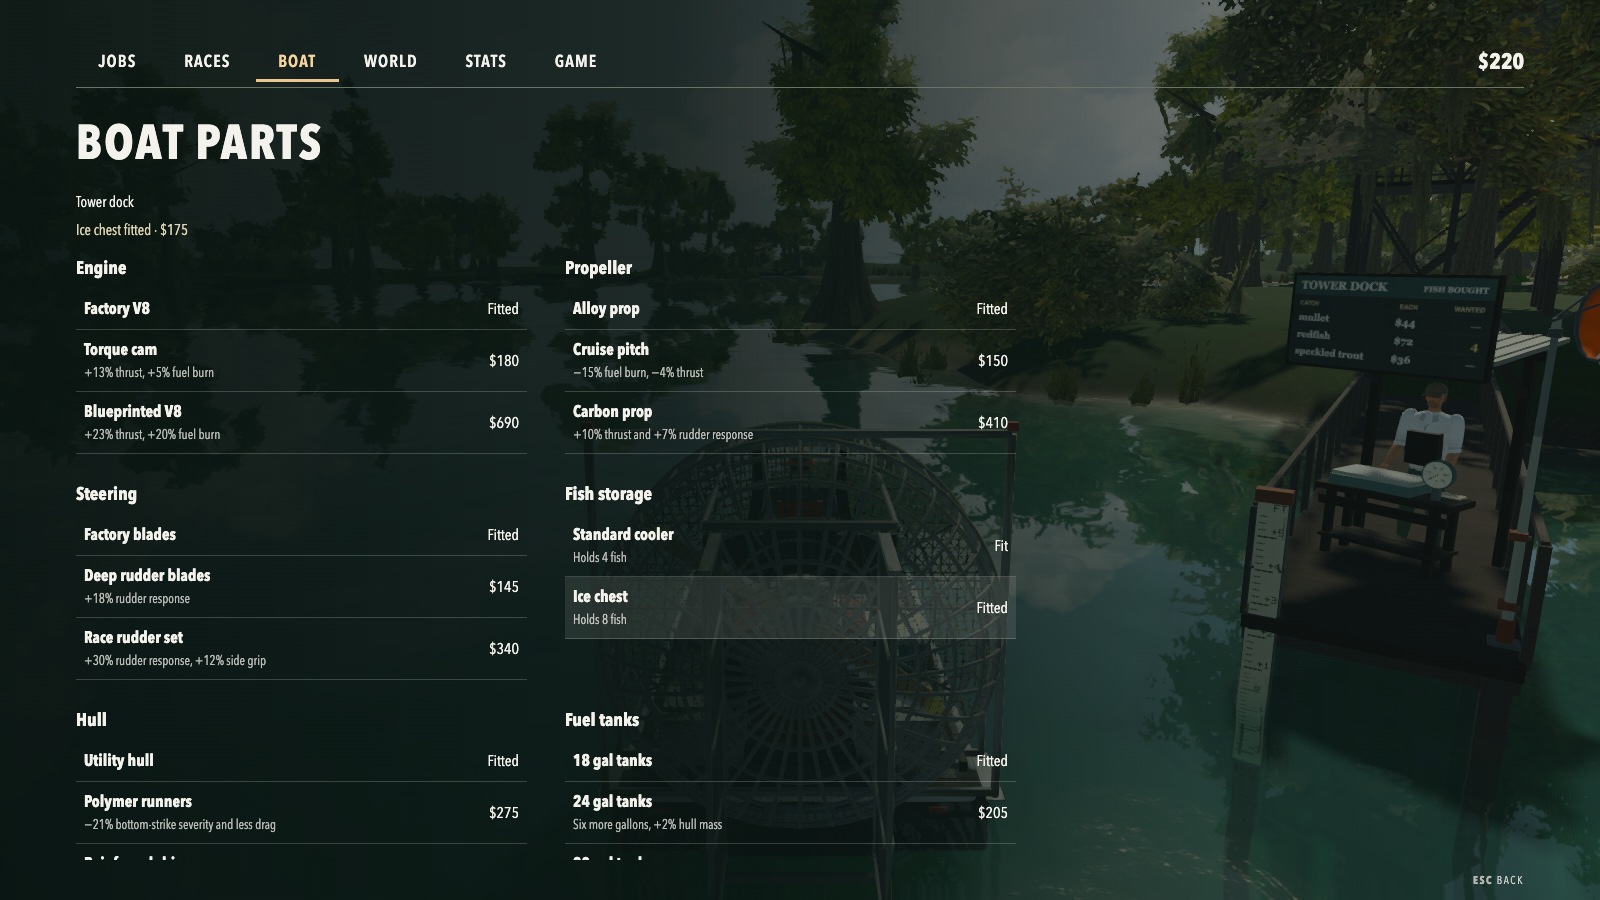 JOBS RACES BOAT WORLD STATS GAME $220
BOAT PARTS
Tower dock
Ice chest fitted · $175
Engine
Factory V8 Fitted
Torque cam $180
+13% thrust, +5% fuel burn
Blueprinted V8 $690
+23% thrust, +20% fuel burn
Propeller
Alloy prop Fitted
Cruise pitch $150
−15% fuel burn, −4% thrust
Carbon prop $410
+10% thrust and +7% rudder response
Steering
Factory blades Fitted
Deep rudder blades $145
+18% rudder response
Race rudder set $340
+30% rudder response, +12% side grip
Fish storage
Standard cooler Fit
Holds 4 fish
Ice chest Fitted
Holds 8 fish
Hull
Utility hull Fitted
Polymer runners $275
−21% bottom-strike severity and less drag
Fuel tanks
18 gal tanks Fitted
24 gal tanks $205
Six more gallons, +2% hull mass
TOWER DOCK FISH BOUGHT
CATCH EACH WANTED
mullet $44 —
redfish $72 4
speckled trout $36 —
ESC BACK